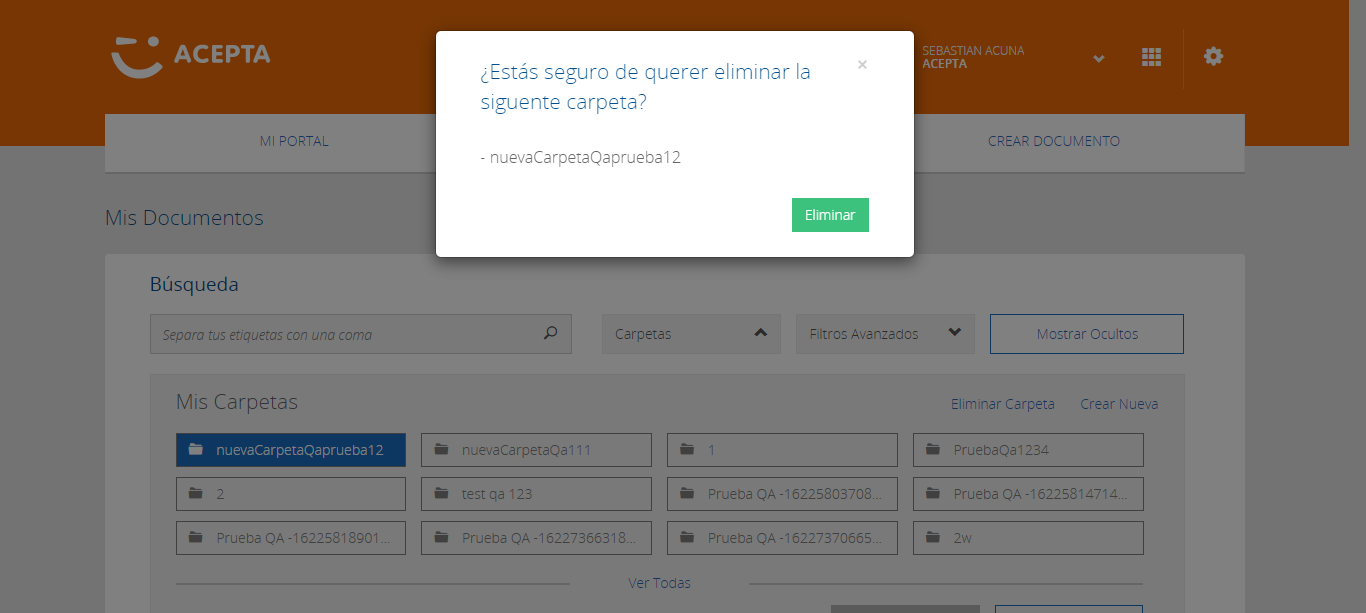 ACEPTA
SEBASTIAN ACUNA
ACEPTA
¿Estás seguro de querer eliminar la
siguente carpeta?
×
- nuevaCarpetaQaprueba12
Eliminar
MI PORTAL
CREAR DOCUMENTO
Mis Documentos
Búsqueda
Separa tus etiquetas con una coma
Carpetas
Filtros Avanzados
Mostrar Ocultos
Mis Carpetas
Eliminar Carpeta
Crear Nueva
nuevaCarpetaQaprueba12
nuevaCarpetaQa111
1
PruebaQa1234
2
test qa 123
Prueba QA -16225803708...
Prueba QA -16225814714...
Prueba QA -16225818901...
Prueba QA -16227366318...
Prueba QA -16227370665...
2w
Ver Todas